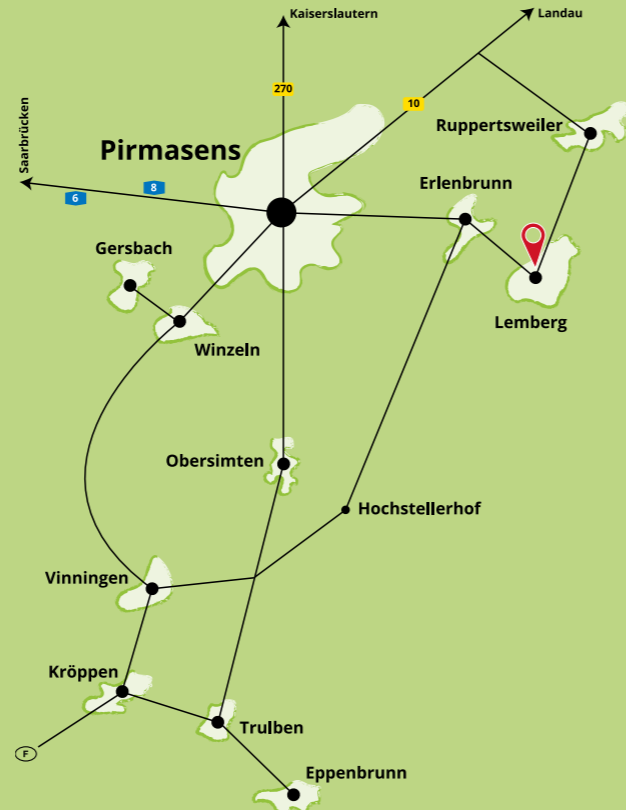 Kaiserslautern
Landau
270
10
Saarbrücken
Ruppertsweiler
Pirmasens
Erlenbrunn
8
6
Gersbach
Lemberg
Winzeln
Obersimten
Hochstellerhof
Vinningen
Kröppen
Trulben
F
Eppenbrunn